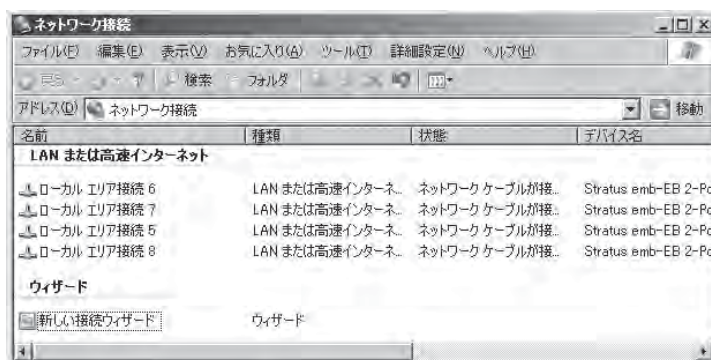 ネットワーク接続
ファイル(F) 編集(E) 表示(V) お気に入り(A) ツール(T) 詳細設定(N) ヘルプ(H)
戻る 検索 フォルダ
アドレス(D) ネットワーク接続 移動
名前 種類 状態 デバイス名
LAN または高速インターネット
ローカル エリア接続 6 LAN または高速インターネ... ネットワーク ケーブルが接... Stratus emb-EB 2-Po
ローカル エリア接続 7 LAN または高速インターネ... ネットワーク ケーブルが接... Stratus emb-EB 2-Po
ローカル エリア接続 5 LAN または高速インターネ... ネットワーク ケーブルが接... Stratus emb-EB 2-Po
ローカル エリア接続 8 LAN または高速インターネ... ネットワーク ケーブルが接... Stratus emb-EB 2-Po
ウィザード
新しい接続ウィザード ウィザード